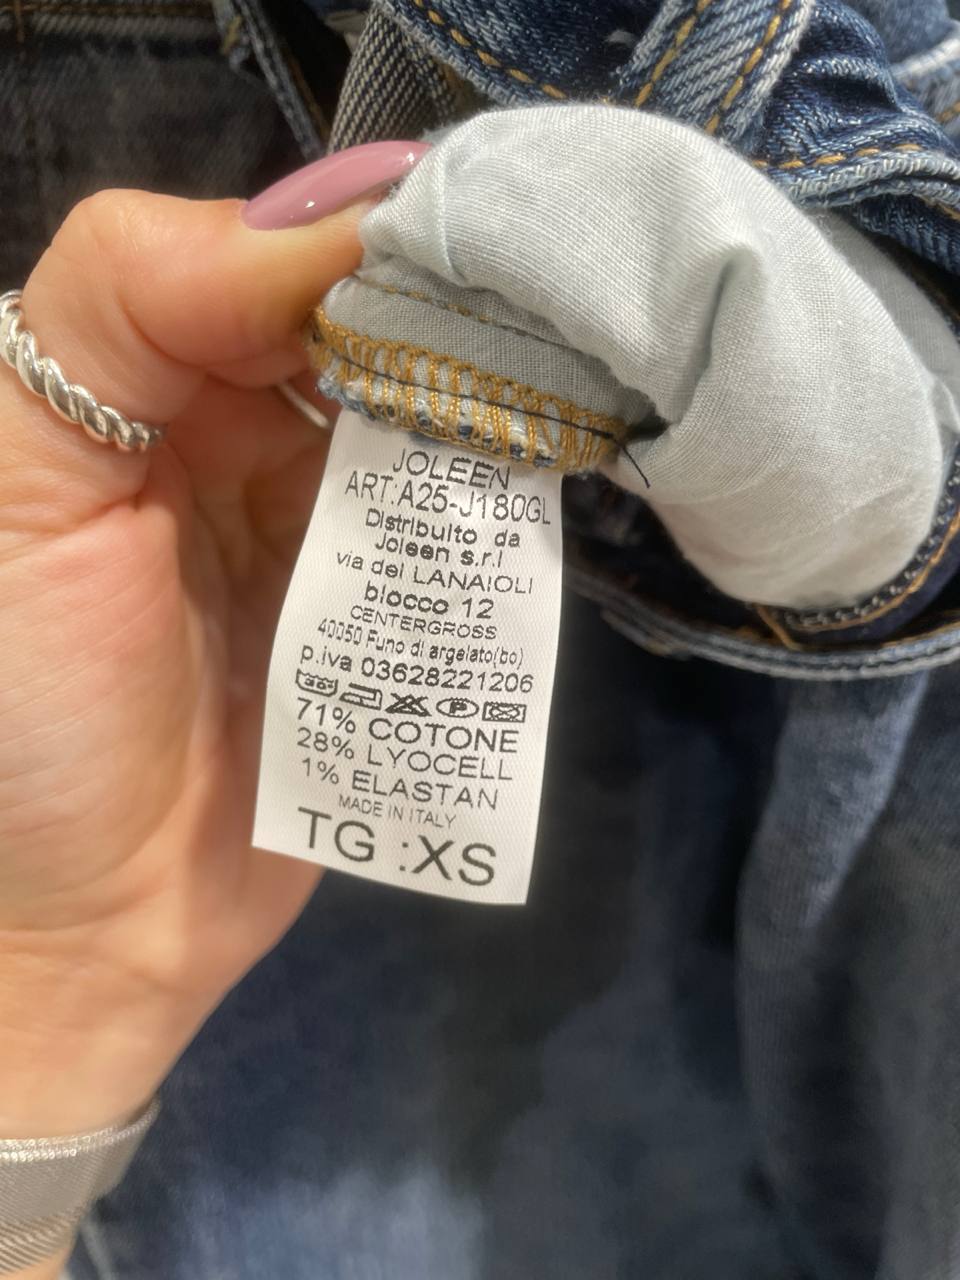 JOLEEN
ART.A25-J180GL
Distribuito da
Joleen s.r.l
via dei LANAIOLI
blocco 12
CENTERGROSS
40050 Funo di argelato(bo)
p.iva 03628221206
71% COTONE
28% LYOCELL
1% ELASTAN
MADE IN ITALY
TG :XS